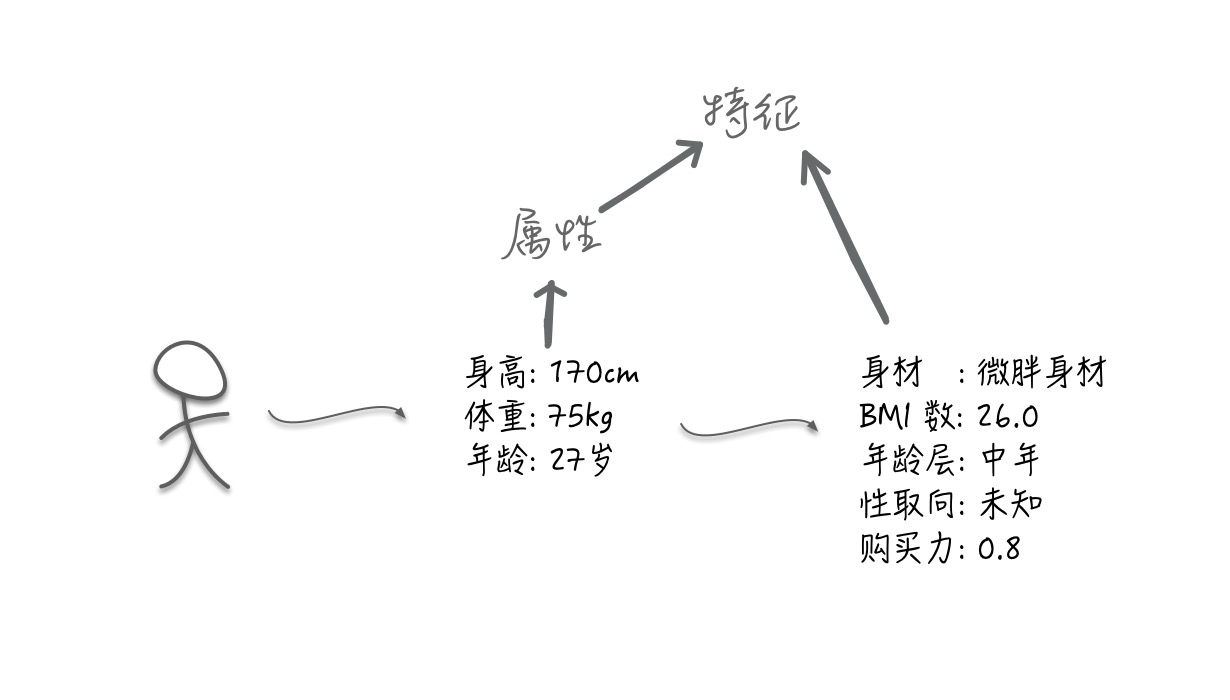 特征
属性
身高: 170cm
体重: 75kg
年龄: 27岁
身材 : 微胖身材
BMI 数: 26.0
年龄层: 中年
性取向: 未知
购买力: 0.8